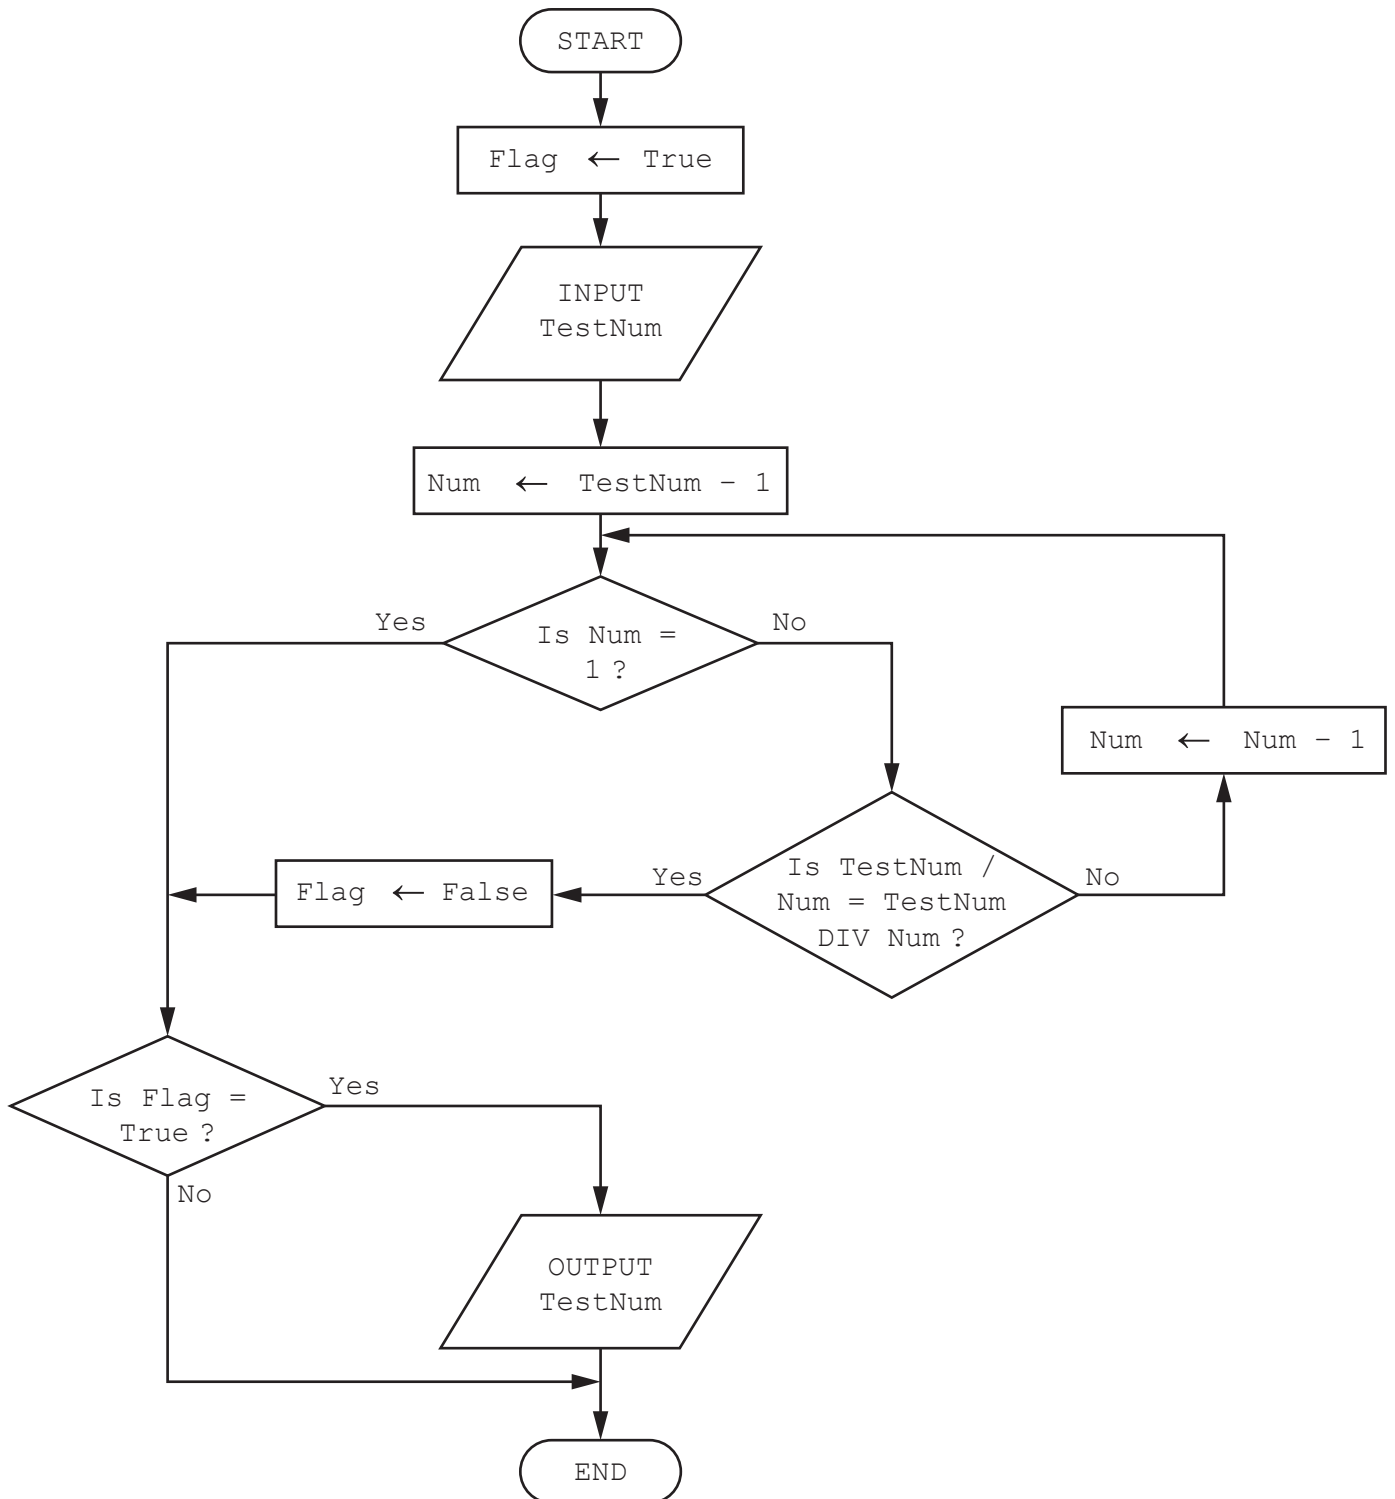 START
Flag ← True
INPUT
TestNum
Num ← TestNum – 1
Yes
No
Is Num =
1 ?
Num ← Num – 1
Is TestNum /
Num = TestNum
DIV Num ?
Yes
No
Flag ← False
Is Flag =
True ?
Yes
No
OUTPUT
TestNum
END